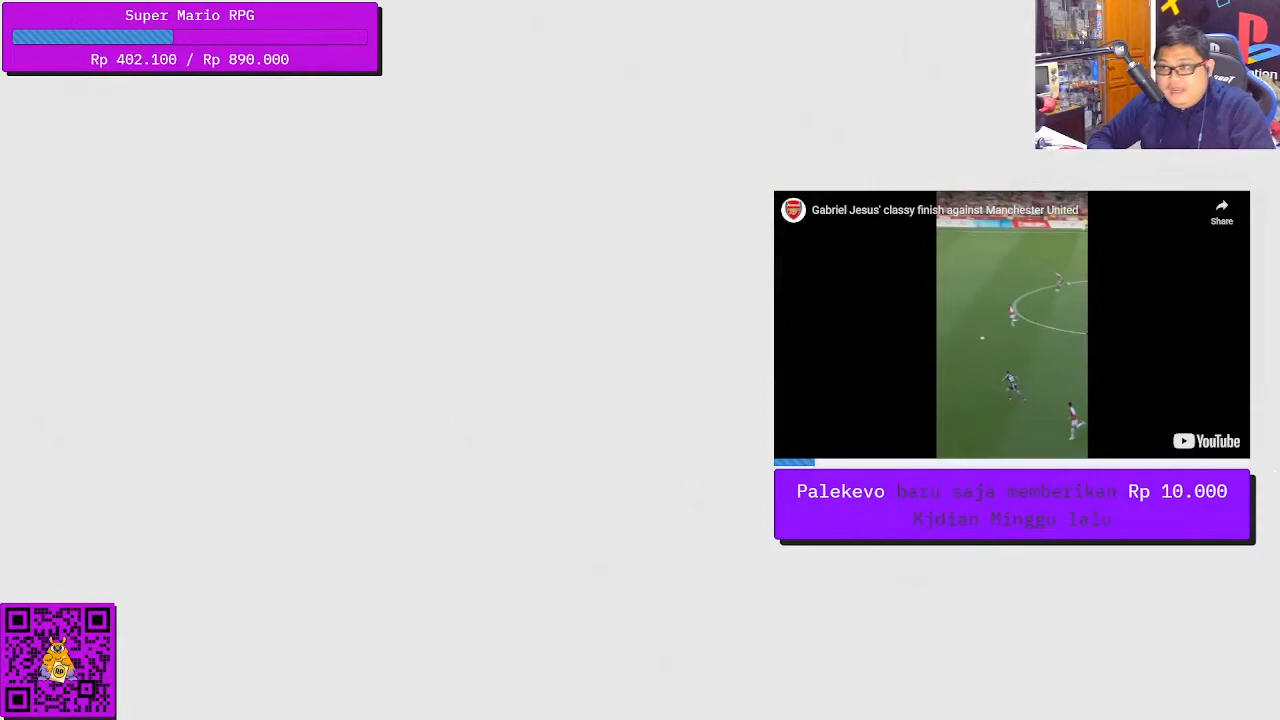 Super Mario RPG
Rp 402.100 / Rp 890.000
Gabriel Jesus' classy finish against Manchester United
Share
YouTube
Palekevo baru saja memberikan Rp 10.000
Kjdian Minggu lalu
RP